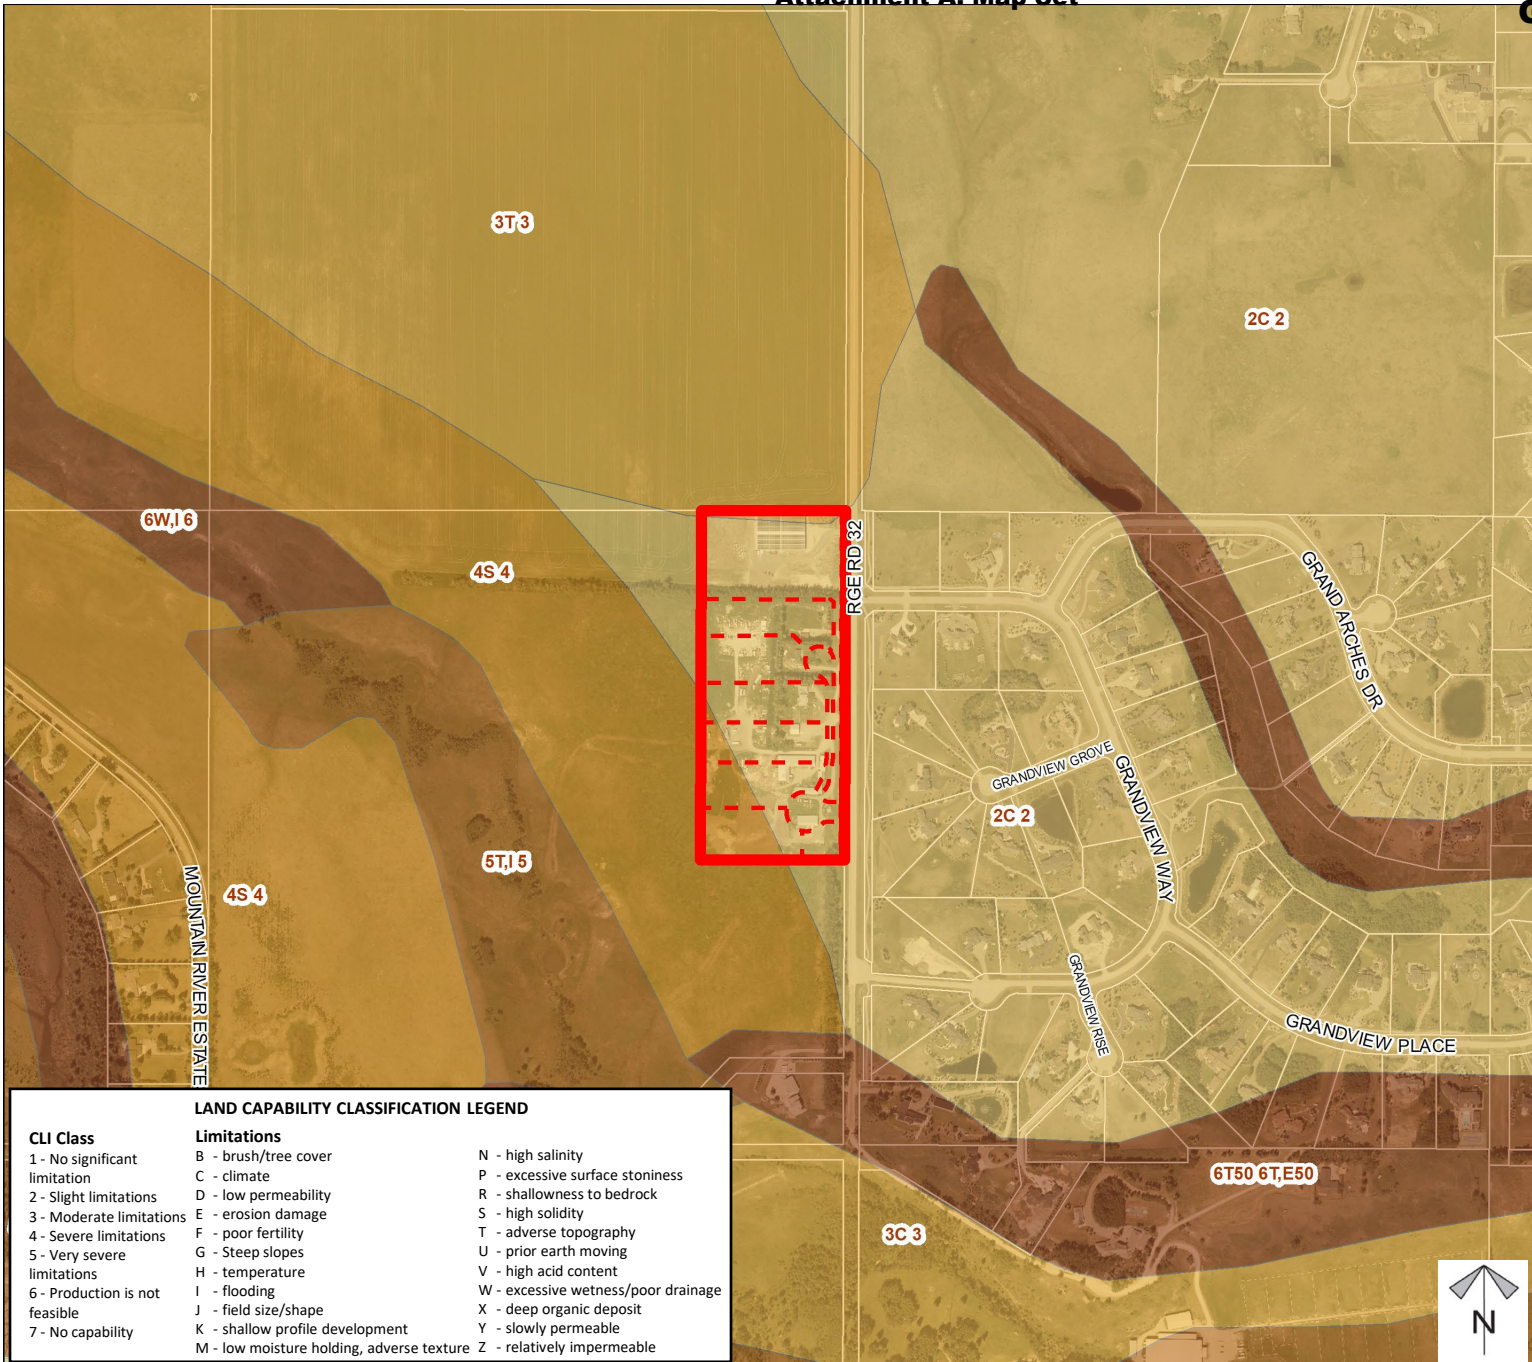 Attachment A: Map Set
3T 3
2C 2
6W,I 6
4S 4
RGE RD 32
GRAND ARCHES DR
GRANDVIEW GROVE
GRANDVIEW WAY
2C 2
5T,I 5
4S 4
MOUNTAIN RIVER ESTATE
GRANDVIEW RISE
GRANDVIEW PLACE
6T50 6T,E50
3C 3
LAND CAPABILITY CLASSIFICATION LEGEND
CLI Class
1 - No significant
limitation
2 - Slight limitations
3 - Moderate limitations
4 - Severe limitations
5 - Very severe
limitations
6 - Production is not
feasible
7 - No capability
Limitations
B - brush/tree cover
C - climate
D - low permeability
E - erosion damage
F - poor fertility
G - Steep slopes
H - temperature
I - flooding
J - field size/shape
K - shallow profile development
M - low moisture holding, adverse texture
N - high salinity
P - excessive surface stoniness
R - shallowness to bedrock
S - high solidity
T - adverse topography
U - prior earth moving
V - high acid content
W - excessive wetness/poor drainage
X - deep organic deposit
Y - slowly permeable
Z - relatively impermeable
N